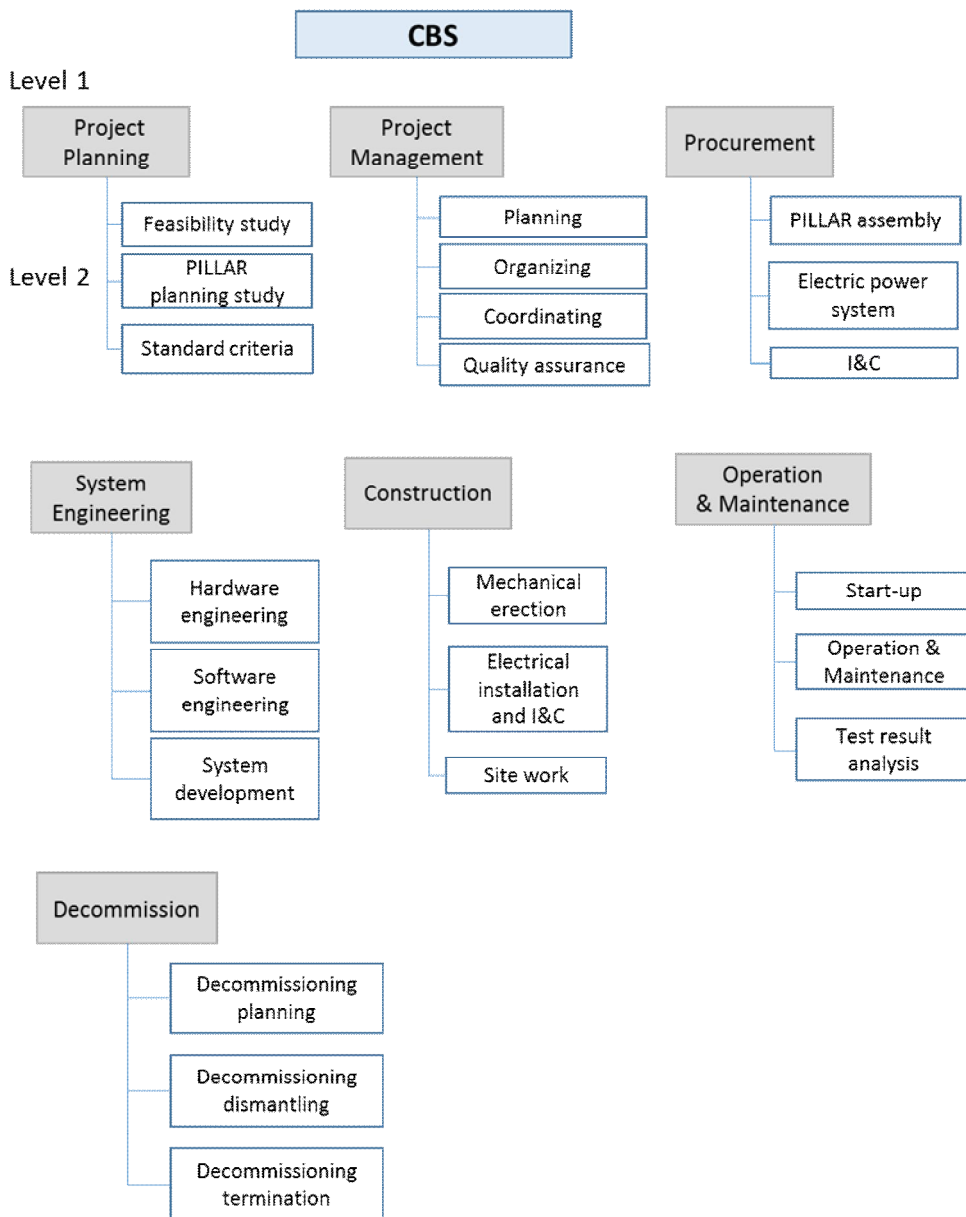 CBS
Level 1
Project
Planning
Feasibility study
Level 2
PILLAR
planning study
Standard criteria
Project
Management
Planning
Organizing
Coordinating
Quality assurance
Procurement
PILLAR assembly
Electric power
system
I&C
System
Engineering
Hardware
engineering
Software
engineering
System
development
Construction
Mechanical
erection
Electrical
installation
and I&C
Site work
Operation
& Maintenance
Start-up
Operation &
Maintenance
Test result
analysis
Decommission
Decommissioning
planning
Decommissioning
dismantling
Decommissioning
termination